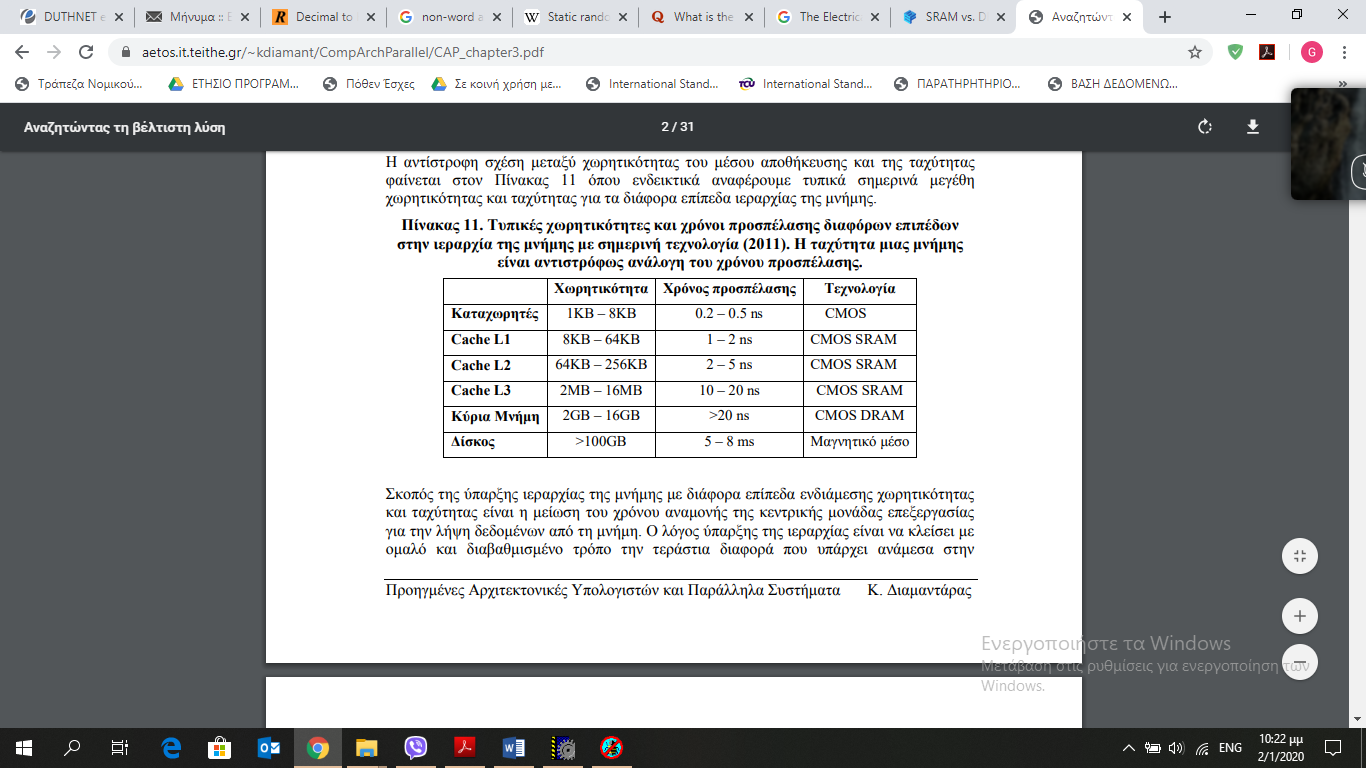 DUTHNET e
Μήνυμα :: Ε
Decimal to
non-word a
Static rando
What is the
The Electric
SRAM vs. D
Αναζητώντ
aetos.it.teithe.gr/~kdiamant/CompArchParallel/CAP_chapter3.pdf
G
Τράπεζα Νομικού...
ΕΤΗΣΙΟ ΠΡΟΓΡΑΜ...
Πόθεν Έσχες
Σε κοινή χρήση με...
International Stand...
International Stand...
ΠΑΡΑΤΗΡΗΤΗΡΙΟ...
ΒΑΣΗ ΔΕΔΟΜΕΝΩ...
Αναζητώντας τη βέλτιστη λύση
2 / 31
Η αντίστροφη σχέση μεταξύ χωρητικότητας του μέσου αποθήκευσης και της ταχύτητας
φαίνεται στον Πίνακας 11 όπου ενδεικτικά αναφέρουμε τυπικά σημερινά μεγέθη
χωρητικότητας και ταχύτητας για τα διάφορα επίπεδα ιεραρχίας της μνήμης.
Πίνακας 11. Τυπικές χωρητικότητες και χρόνοι προσπέλασης διαφόρων επιπέδων
στην ιεραρχία της μνήμης με σημερινή τεχνολογία (2011). Η ταχύτητα μιας μνήμης
είναι αντιστρόφως ανάλογη του χρόνου προσπέλασης.
Χωρητικότητα Χρόνος προσπέλασης Τεχνολογία
Καταχωρητές 1KB – 8KB 0.2 – 0.5 ns CMOS
Cache L1 8KB – 64KB 1 – 2 ns CMOS SRAM
Cache L2 64KB – 256KB 2 – 5 ns CMOS SRAM
Cache L3 2MB – 16MB 10 – 20 ns CMOS SRAM
Κύρια Μνήμη 2GB – 16GB >20 ns CMOS DRAM
Δίσκος >100GB 5 – 8 ms Μαγνητικό μέσο
Σκοπός της ύπαρξης ιεραρχίας της μνήμης με διάφορα επίπεδα ενδιάμεσης χωρητικότητας
και ταχύτητας είναι η μείωση του χρόνου αναμονής της κεντρικής μονάδας επεξεργασίας
για την λήψη δεδομένων από τη μνήμη. Ο λόγος ύπαρξης της ιεραρχίας είναι να κλείσει με
ομαλό και διαβαθμισμένο τρόπο την τεράστια διαφορά που υπάρχει ανάμεσα στην
Προηγμένες Αρχιτεκτονικές Υπολογιστών και Παράλληλα Συστήματα Κ. Διαμαντάρας
Ενεργοποιήστε τα Windows
Μετάβαση στις ρυθμίσεις για ενεργοποίηση των
Windows.
ENG
10:22 μμ
2/1/2020